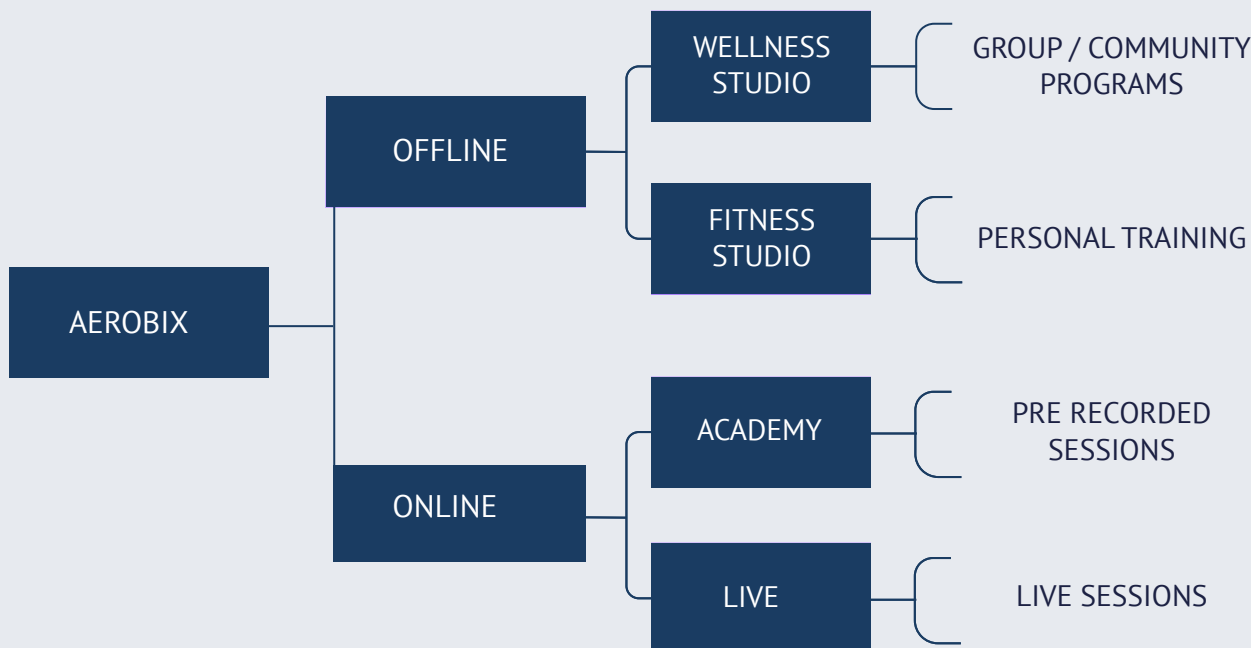 WELLNESS
STUDIO
GROUP / COMMUNITY
PROGRAMS
OFFLINE
FITNESS
STUDIO
PERSONAL TRAINING
AEROBIX
ACADEMY
PRE RECORDED
SESSIONS
ONLINE
LIVE
LIVE SESSIONS